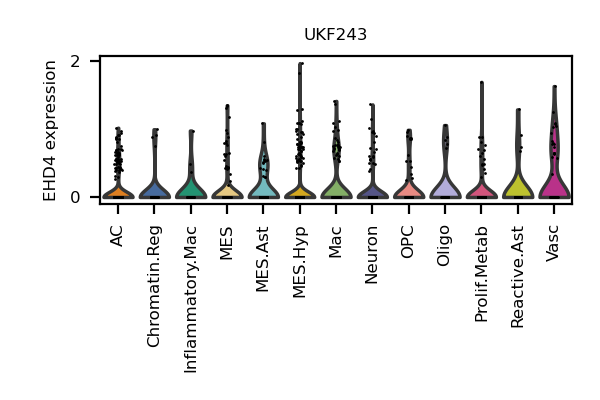 UKF243
EHD4 expression
2
0
AC
Chromatin.Reg
Inflammatory.Mac
MES
MES.Ast
MES.Hyp
Mac
Neuron
OPC
Oligo
Prolif.Metab
Reactive.Ast
Vasc